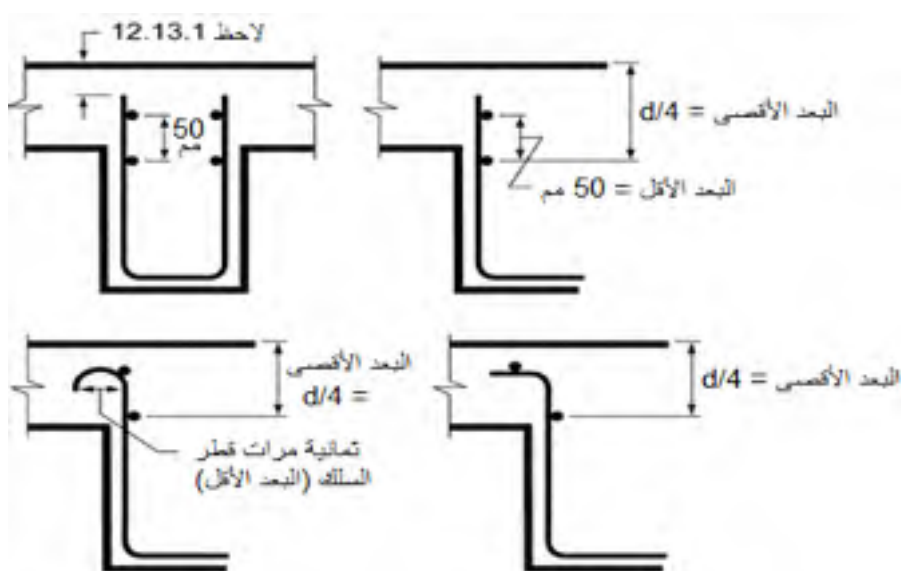 لاحظ 12.13.1
50
مم
البعد الأقصى = d/4
البعد الأقل = 50 مم
البعد الأقصى
= d/4
ثمانية مرات قطر
السلك (البعد الأقل)
البعد الأقصى = d/4